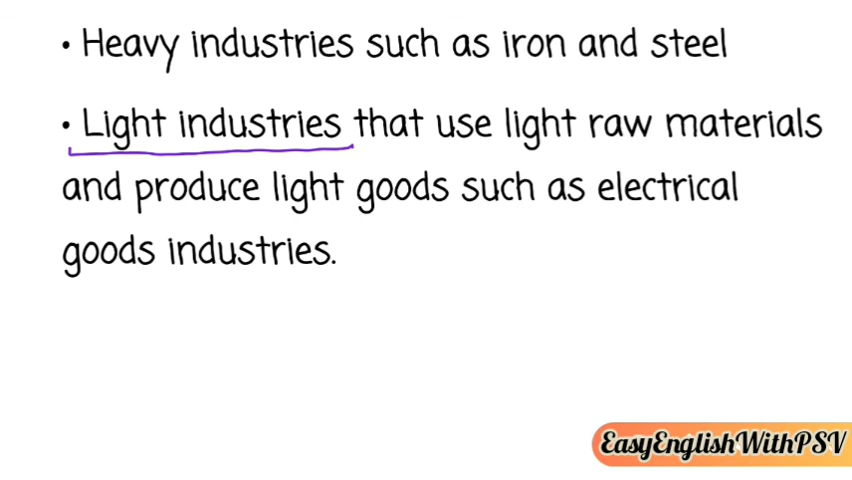 • Heavy industries such as iron and steel
• Light industries that use light raw materials
and produce light goods such as electrical
goods industries.
EasyEnglishWithPSV